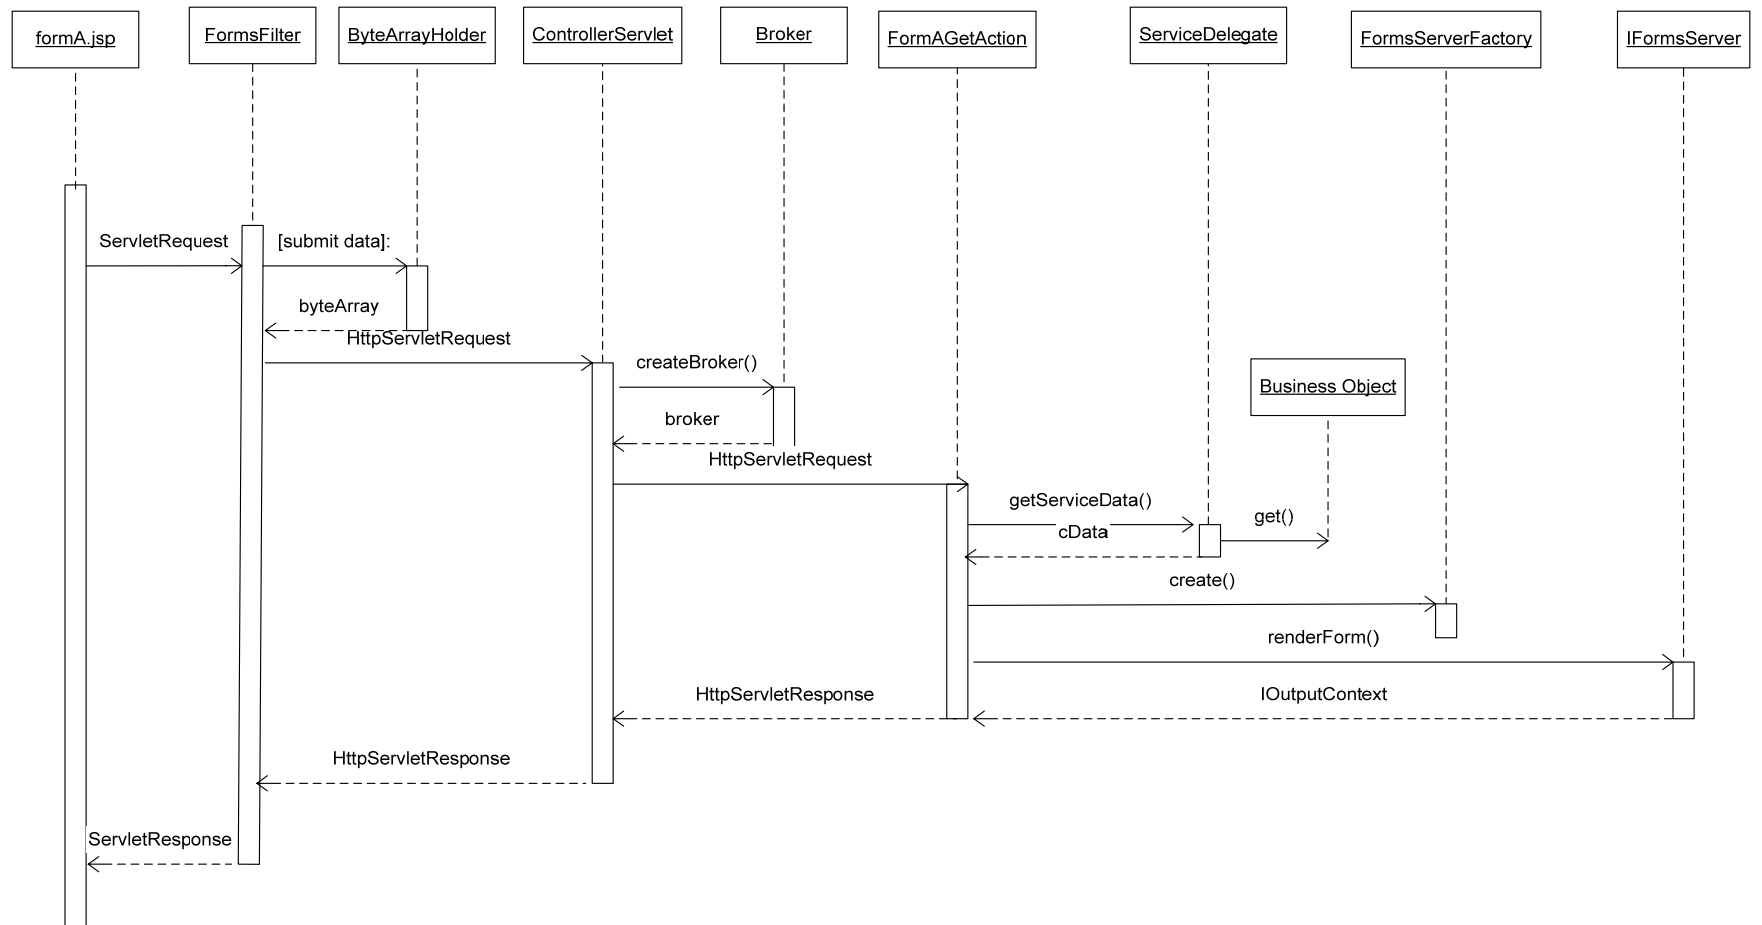 formA.jsp
FormsFilter
ByteArrayHolder
ControllerServlet
Broker
FormAGetAction
ServiceDelegate
FormsServerFactory
IFormsServer
ServletRequest
[submit data]:
byteArray
HttpServletRequest
createBroker()
Business Object
broker
HttpServletRequest
getServiceData()
get()
cData
create()
renderForm()
HttpServletResponse
IOutputContext
HttpServletResponse
ServletResponse